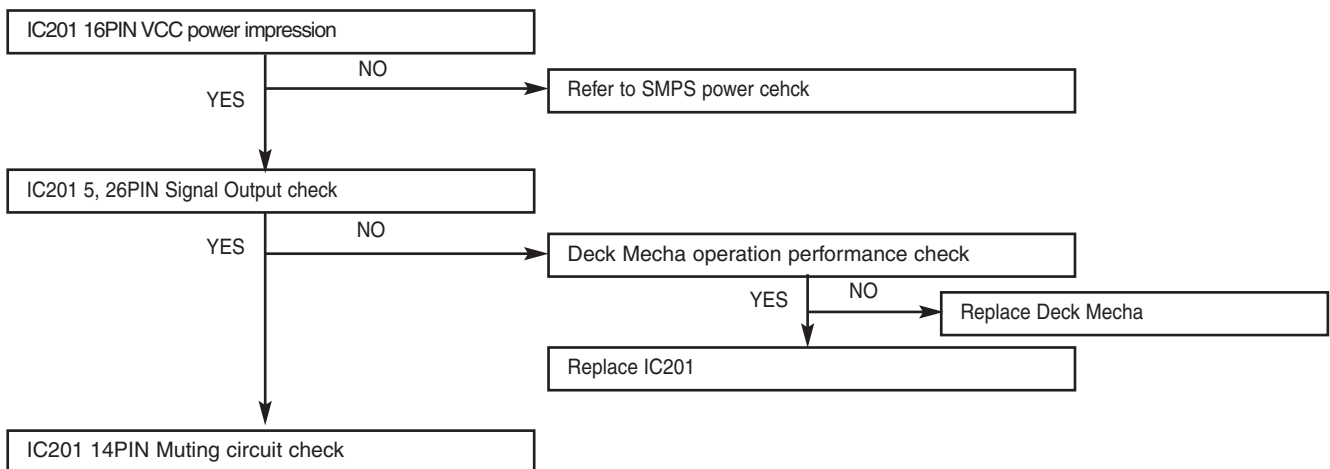 IC201 16PIN VCC power impression
NO
YES
Refer to SMPS power cehck
IC201 5, 26PIN Signal Output check
NO
YES
Deck Mecha operation performance check
NO
YES
Replace Deck Mecha
Replace IC201
IC201 14PIN Muting circuit check